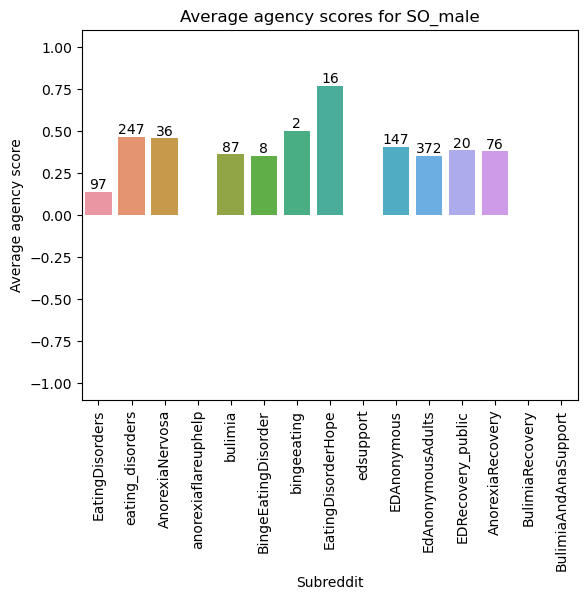 Average agency scores for SO_male
Average agency score
1.00
0.75
0.50
0.25
0.00
−0.25
−0.50
−0.75
−1.00
97
247
36
87
8
2
16
147
372
20
76
EatingDisorders
eating_disorders
AnorexiaNervosa
anorexiaflareuphelp
bulimia
BingeEatingDisorder
bingeeating
EatingDisorderHope
edsupport
EDAnonymous
EdAnonymousAdults
EDRecovery_public
AnorexiaRecovery
BulimiaRecovery
BulimiaAndAnaSupport
Subreddit